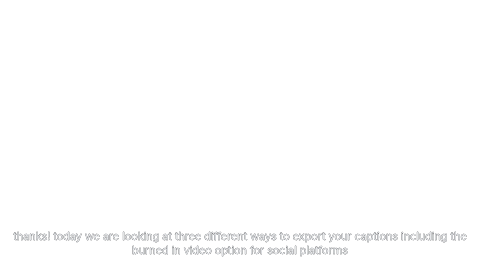 thanks! today we are looking at three different ways to export your captions including the
burned in video option for social platforms